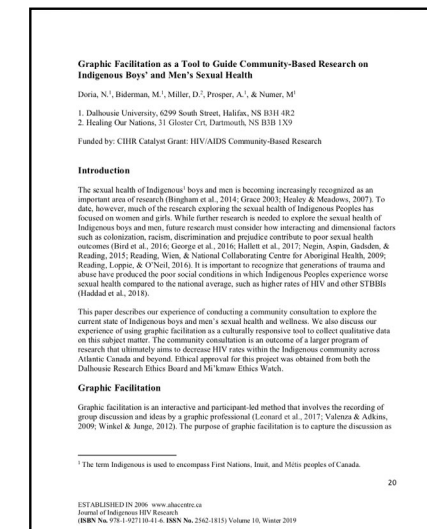 Graphic Facilitation as a Tool to Guide Community-Based Research on
Indigenous Boys' and Men's Sexual Health
Doria, N.¹, Biderman, M.¹, Miller, D.², Prosper, A.¹, & Numer, M¹
1. Dalhousie University, 6299 South Street, Halifax, NS B3H 4R2
2. Healing Our Nations, 31 Gloster Crt, Dartmouth, NS B3B 1X9
Funded by: CIHR Catalyst Grant: HIV/AIDS Community-Based Research
Introduction
The sexual health of Indigenous¹ boys and men is becoming increasingly recognized as an
important area of research (Bingham et al., 2014; Grace 2003; Healey & Meadows, 2007). To
date, however, much of the research exploring the sexual health of Indigenous Peoples has
focused on women and girls. While further research is needed to explore the sexual health of
Indigenous boys and men, future research must consider how interacting and dimensional factors
such as colonization, racism, discrimination and prejudice contribute to poor sexual health
outcomes (Bird et al., 2016; George et al., 2016; Hallett et al., 2017; Negin, Aspin, Gadsden, &
Reading, 2015; Reading, Wien, & National Collaborating Centre for Aboriginal Health, 2009;
Reading, Loppie, & O'Neil, 2016). It is important to recognize that generations of trauma and
abuse have produced the poor social conditions in which Indigenous Peoples experience worse
sexual health compared to the national average, such as higher rates of HIV and other STBBIs
(Haddad et al., 2018).
This paper describes our experience of conducting a community consultation to explore the
current state of Indigenous boys and men's sexual health and wellness. We also discuss our
experience of using graphic facilitation as a culturally responsive tool to collect qualitative data
on this subject matter. The community consultation is an outcome of a larger program of
research that ultimately aims to decrease HIV rates within the Indigenous community across
Atlantic Canada and beyond. Ethical approval for this project was obtained from both the
Dalhousie Research Ethics Board and Mi'kmaw Ethics Watch.
Graphic Facilitation
Graphic facilitation is an interactive and participant-led method that involves the recording of
group discussion and ideas by a graphic professional (Leonard et al., 2017; Valenza & Adkins,
2009; Winkel & Junge, 2012). The purpose of graphic facilitation is to capture the discussion as
¹ The term Indigenous is used to encompass First Nations, Inuit, and Métis peoples of Canada.
20
ESTABLISHED IN 2006 www.ahacentre.ca
Journal of Indigenous HIV Research
(ISBN No. 978-1-927110-41-6. ISSN No. 2562-1815) Volume 10, Winter 2019